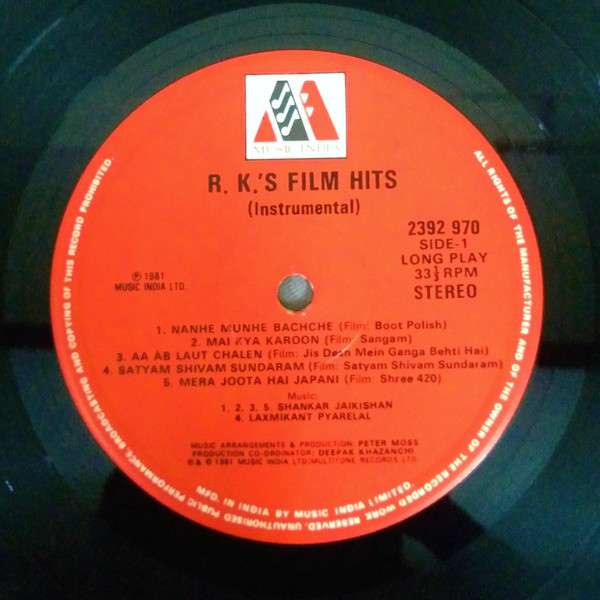 MUSIC INDIA
R. K.'S FILM HITS
(Instrumental)
2392 970
SIDE-1
LONG PLAY
33⅓ RPM
STEREO
℗ 1981
MUSIC INDIA LTD.
1. NANHE MUNHE BACHCHE (Film: Boot Polish)
2. MAI KYA KAROON (Film: Sangam)
3. AA AB LAUT CHALEN (Film: Jis Desh Mein Ganga Behti Hai)
4. SATYAM SHIVAM SUNDARAM (Film: Satyam Shivam Sundaram)
5. MERA JOOTA HAI JAPANI (Film: Shree 420)
Music:
1, 2, 3, 5. SHANKAR JAIKISHAN
4. LAXMIKANT PYARELAL
MUSIC ARRANGEMENTS & PRODUCTION: PETER MOSS
PRODUCTION CO-ORDINATOR: DEEPAK KHAZANCHI
℗ & © 1981 MUSIC INDIA LTD/MULTITONE RECORDS LTD.
MFD. IN INDIA BY MUSIC INDIA LIMITED.
ALL RIGHTS OF THE MANUFACTURER AND OF THE OWNER OF THE RECORDED WORK RESERVED. UNAUTHORISED PUBLIC PERFORMANCE, BROADCASTING AND COPYING OF THIS RECORD PROHIBITED.